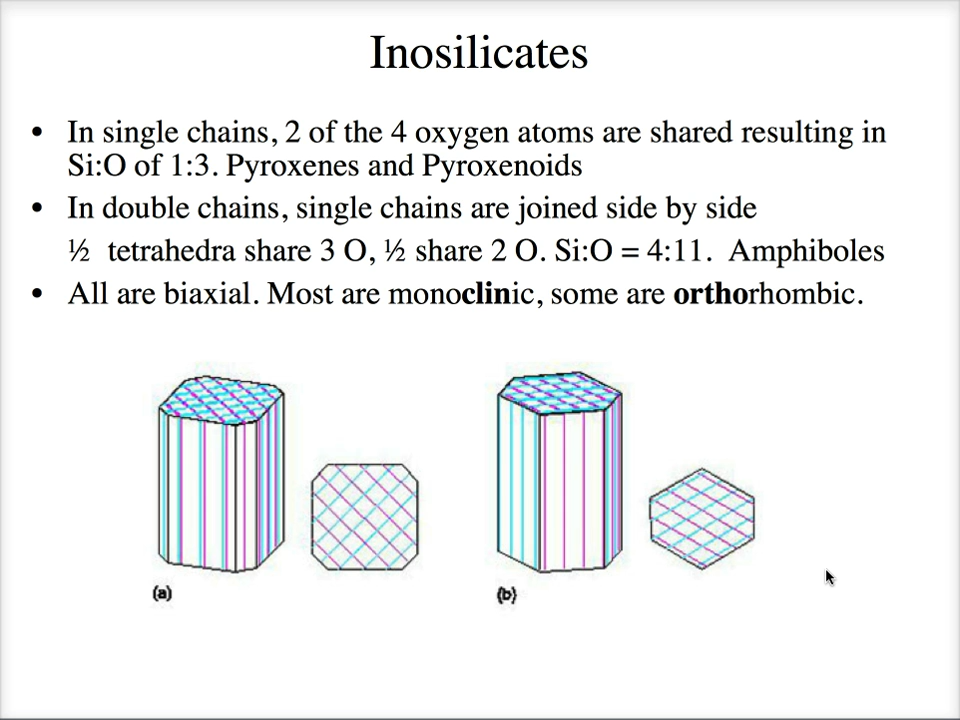 Inosilicates
• In single chains, 2 of the 4 oxygen atoms are shared resulting in
Si:O of 1:3. Pyroxenes and Pyroxenoids
• In double chains, single chains are joined side by side
½ tetrahedra share 3 O, ½ share 2 O. Si:O = 4:11. Amphiboles
• All are biaxial. Most are monoclinic, some are orthorhombic.
(a) (b)